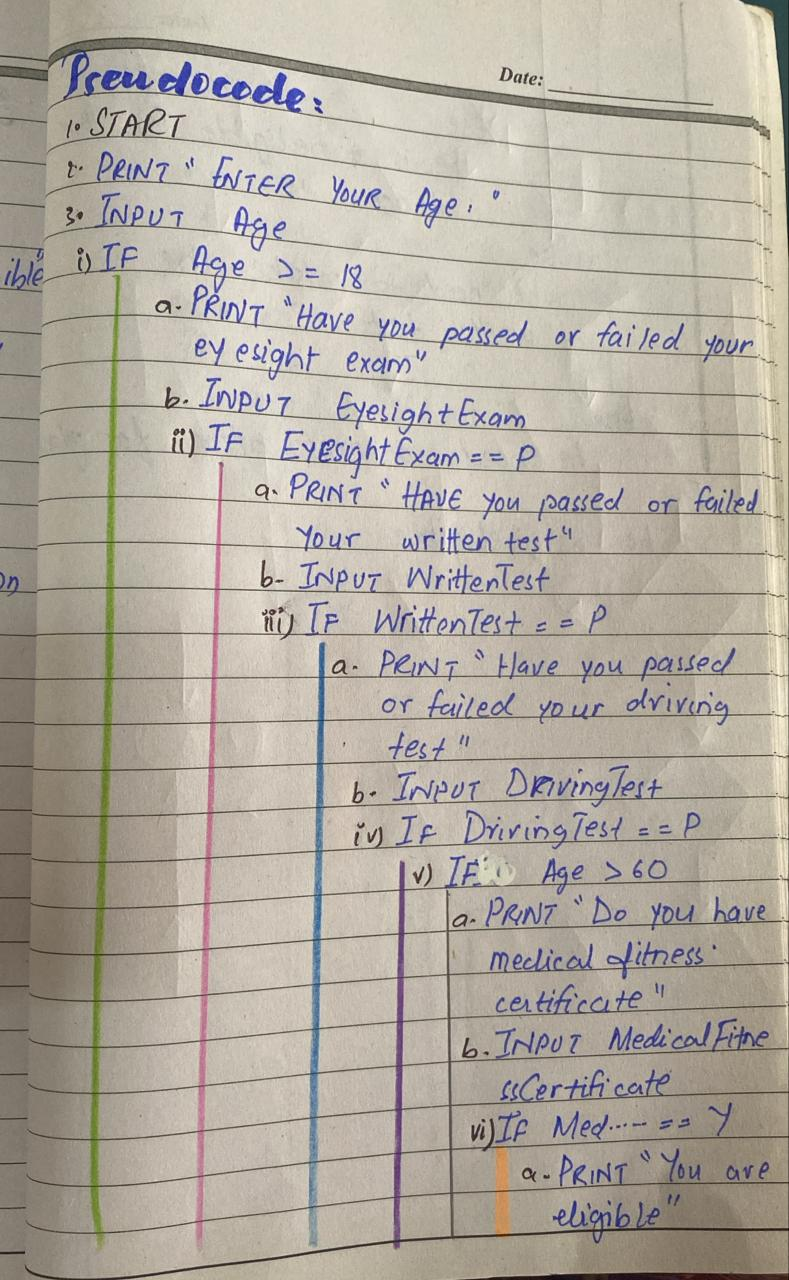 Date:
Pseudocode:
1. START
2. PRINT "ENTER YOUR Age: "
3. INPUT Age
i) IF Age >= 18
a. PRINT "Have you passed or failed your
eyesight exam"
b. INPUT EyesightExam
ii) IF EyesightExam == P
a. PRINT "HAVE you passed or failed
your written test"
b- INPUT WrittenTest
iii) IF WrittenTest == P
a. PRINT "Have you passed
or failed your driving
test"
b. INPUT DrivingTest
iv) IF DrivingTest == P
v) IF Age > 60
a. PRINT "Do you have
medical fitness
certificate"
b. INPUT MedicalFitne
ssCertificate
vi) IF Med..... == Y
a- PRINT "You are
eligible"
ible"
on